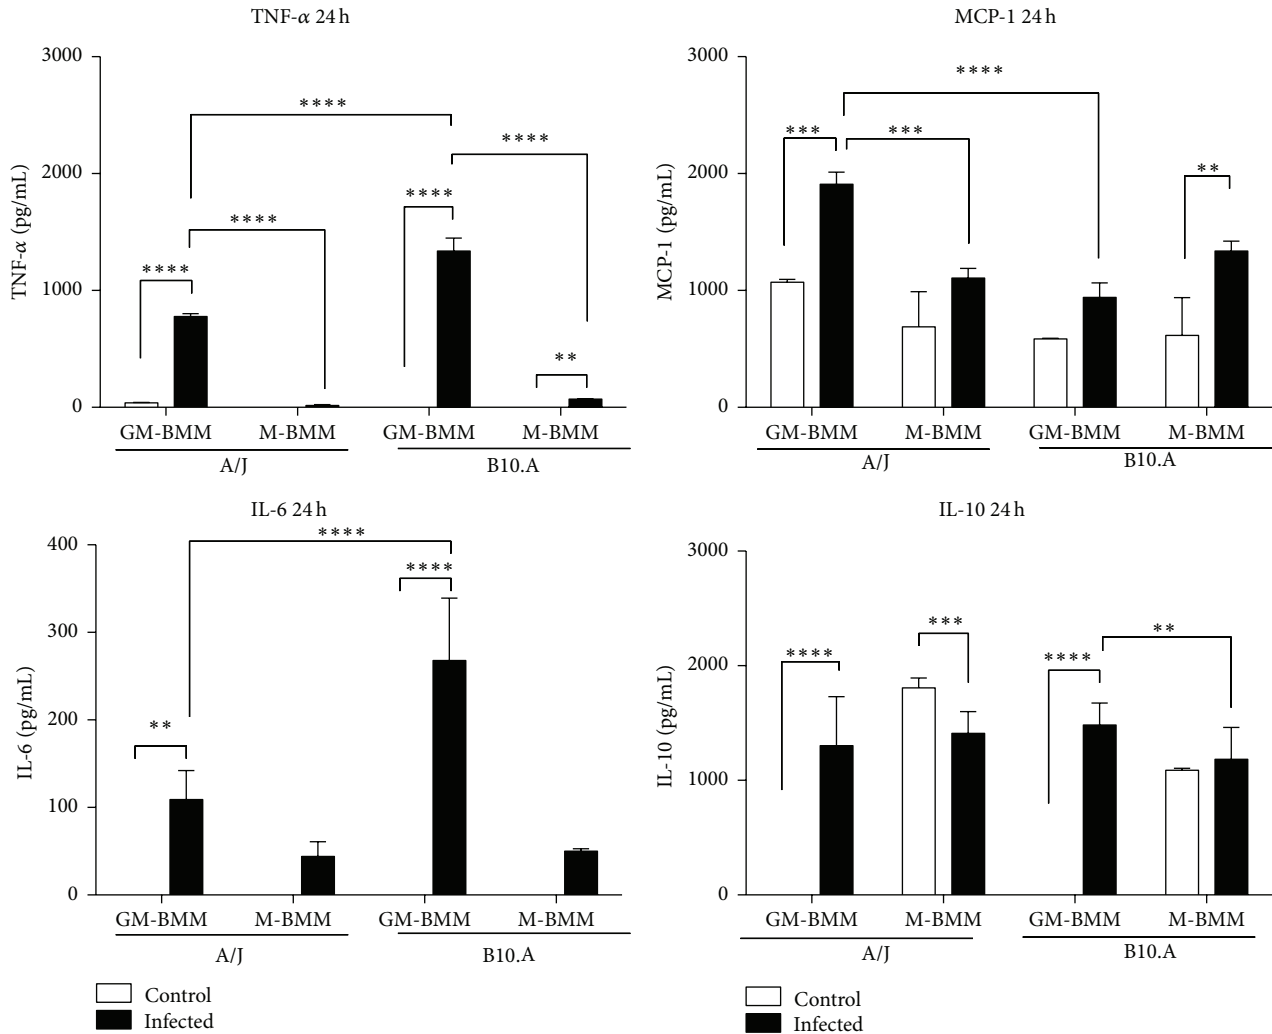 TNF-α 24 h
3000
2000
1000
0
TNF-α (pg/mL)
****
****
****
****
****
**
GM-BMM M-BMM GM-BMM M-BMM
A/J B10.A
MCP-1 24 h
3000
2000
1000
0
MCP-1 (pg/mL)
****
***
***
**
GM-BMM M-BMM GM-BMM M-BMM
A/J B10.A
IL-6 24 h
400
300
200
100
0
IL-6 (pg/mL)
****
****
**
GM-BMM M-BMM GM-BMM M-BMM
A/J B10.A
Control
Infected
IL-10 24 h
3000
2000
1000
0
IL-10 (pg/mL)
****
***
****
**
GM-BMM M-BMM GM-BMM M-BMM
A/J B10.A
Control
Infected